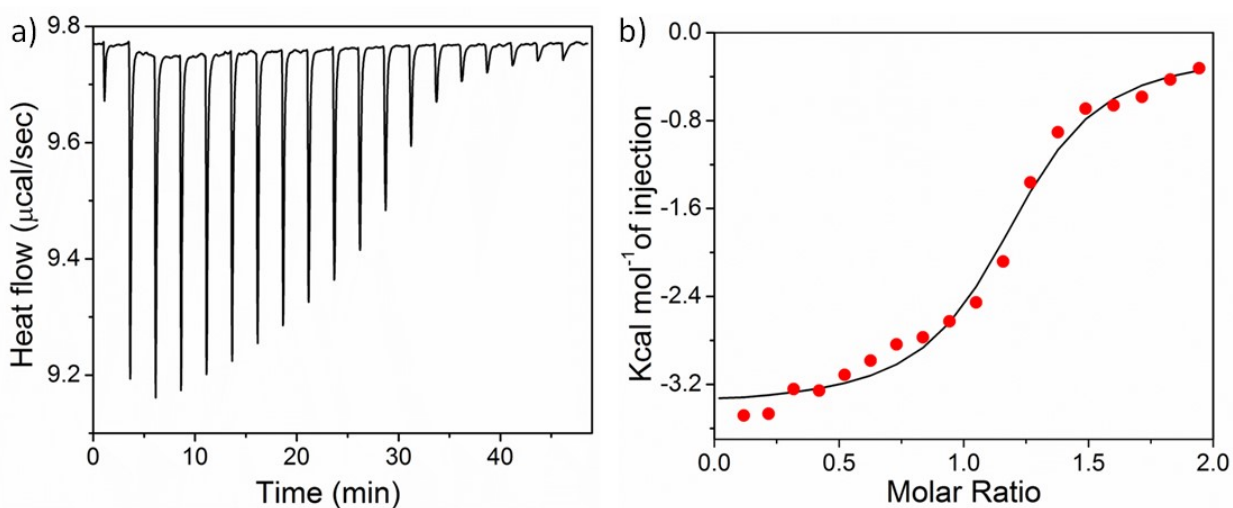 a)
Heat flow (μcal/sec)
9.8
9.6
9.4
9.2
0 10 20 30 40
Time (min)
b)
Kcal mol⁻¹ of injection
0.0
-0.8
-1.6
-2.4
-3.2
0.0 0.5 1.0 1.5 2.0
Molar Ratio